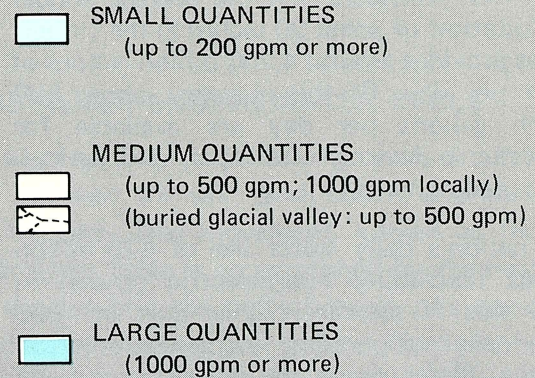 SMALL QUANTITIES
(up to 200 gpm or more)
MEDIUM QUANTITIES
(up to 500 gpm; 1000 gpm locally)
(buried glacial valley: up to 500 gpm)
LARGE QUANTITIES
(1000 gpm or more)